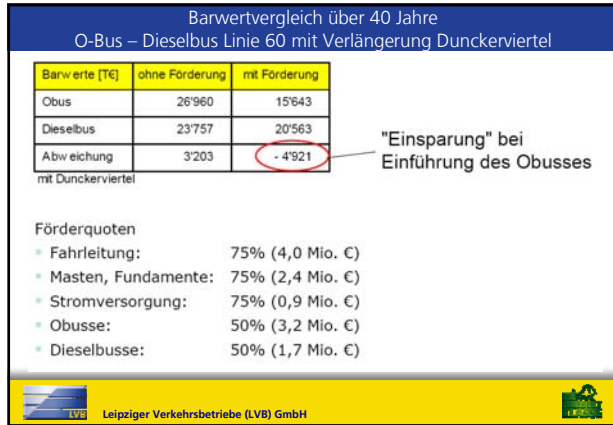 Barwertvergleich über 40 Jahre
O-Bus – Dieselbus Linie 60 mit Verlängerung Dunckerviertel
Barwerte [T€] ohne Förderung mit Förderung
Obus 26'960 15'643
Dieselbus 23'757 20'563
Abweichung 3'203 - 4'921
mit Dunckerviertel
"Einsparung" bei
Einführung des Obusses
Förderquoten
Fahrleitung: 75% (4,0 Mio. €)
Masten, Fundamente: 75% (2,4 Mio. €)
Stromversorgung: 75% (0,9 Mio. €)
Obusse: 50% (3,2 Mio. €)
Dieselbusse: 50% (1,7 Mio. €)
LVB Leipziger Verkehrsbetriebe (LVB) GmbH